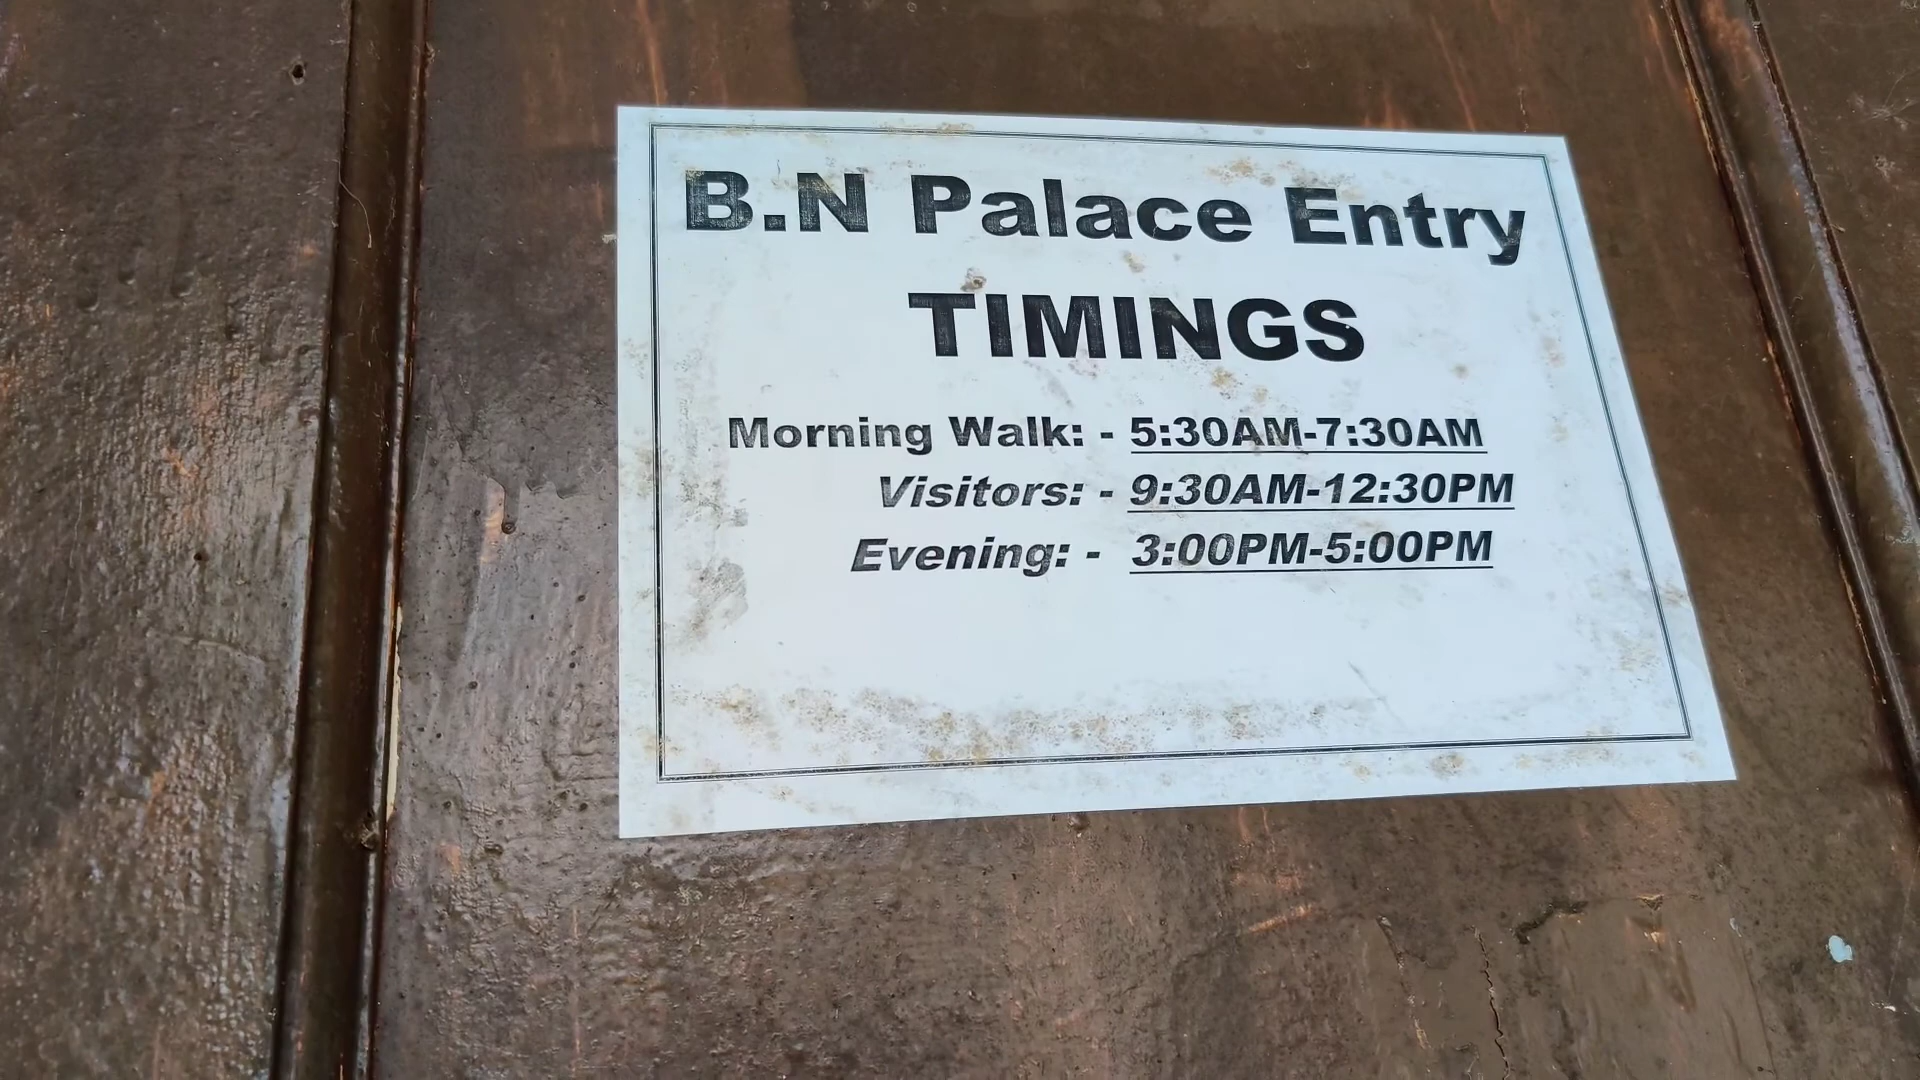 B.N Palace Entry
TIMINGS
Morning Walk: - 5:30AM-7:30AM
Visitors: - 9:30AM-12:30PM
Evening: - 3:00PM-5:00PM